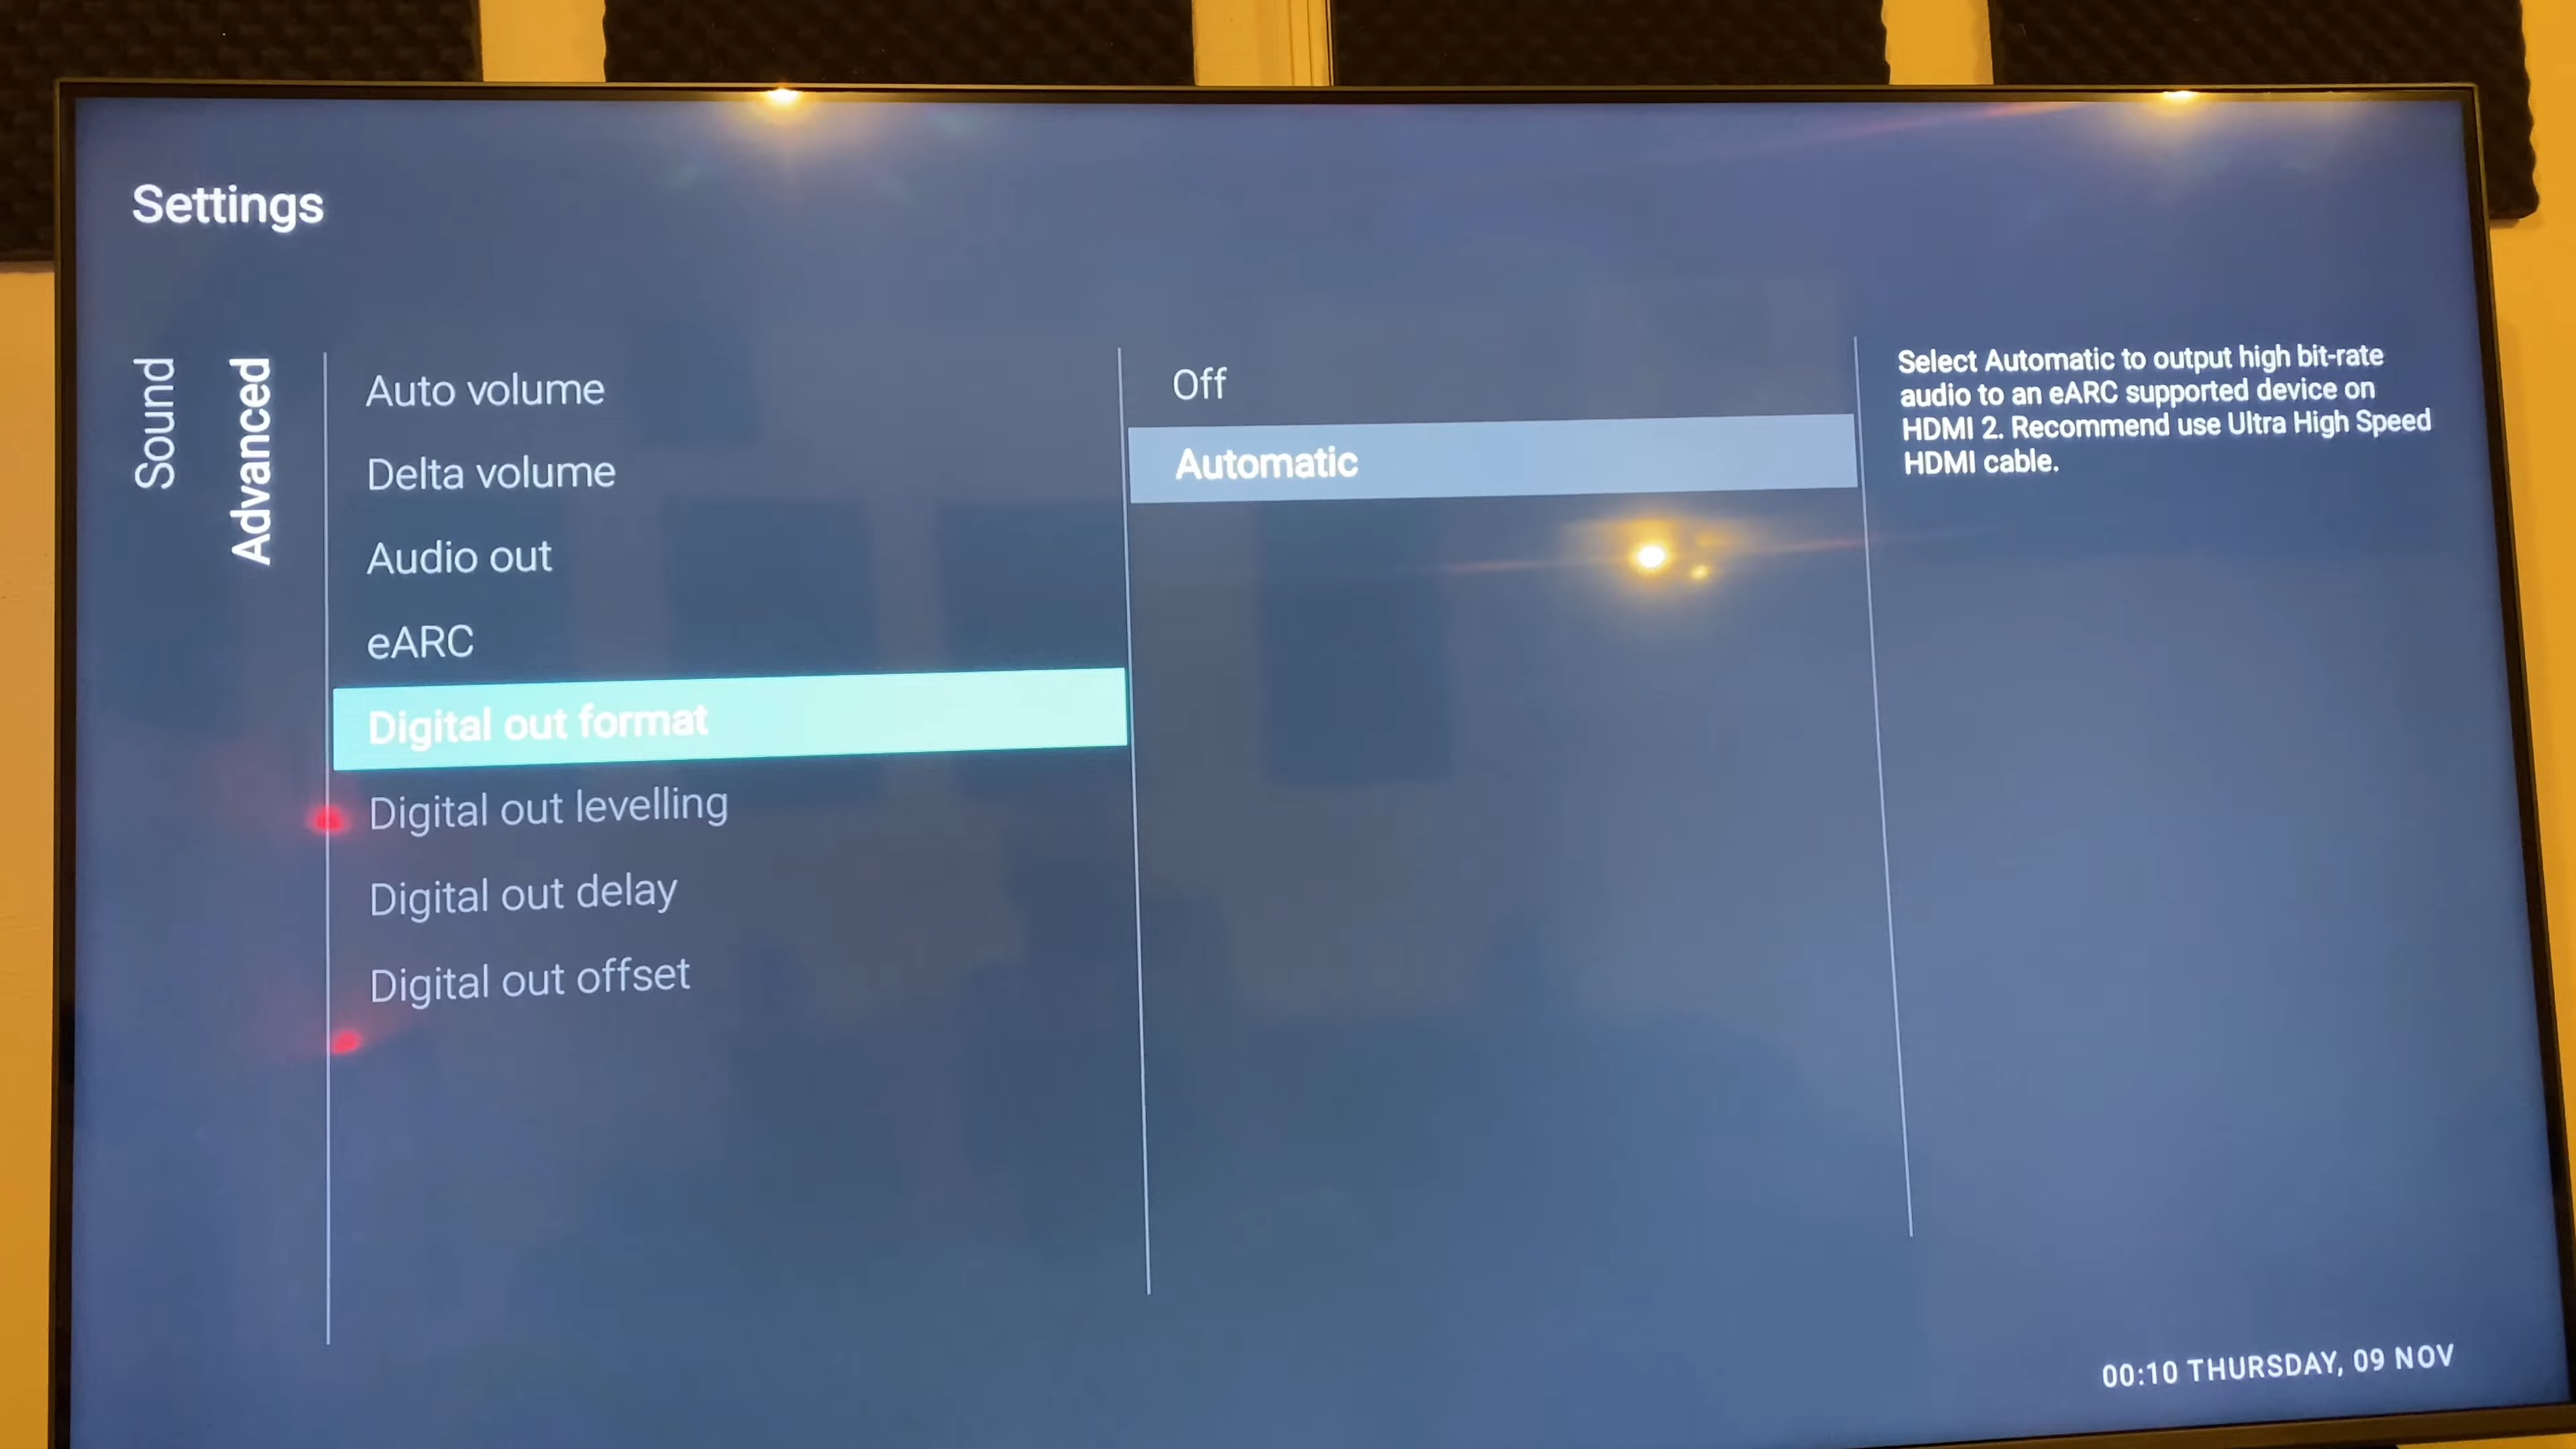 Settings
Sound
Advanced
Auto volume
Delta volume
Audio out
eARC
Digital out format
Digital out levelling
Digital out delay
Digital out offset
Off
Automatic
Select Automatic to output high bit-rate
audio to an eARC supported device on
HDMI 2. Recommend use Ultra High Speed
HDMI cable.
00:10 THURSDAY, 09 NOV